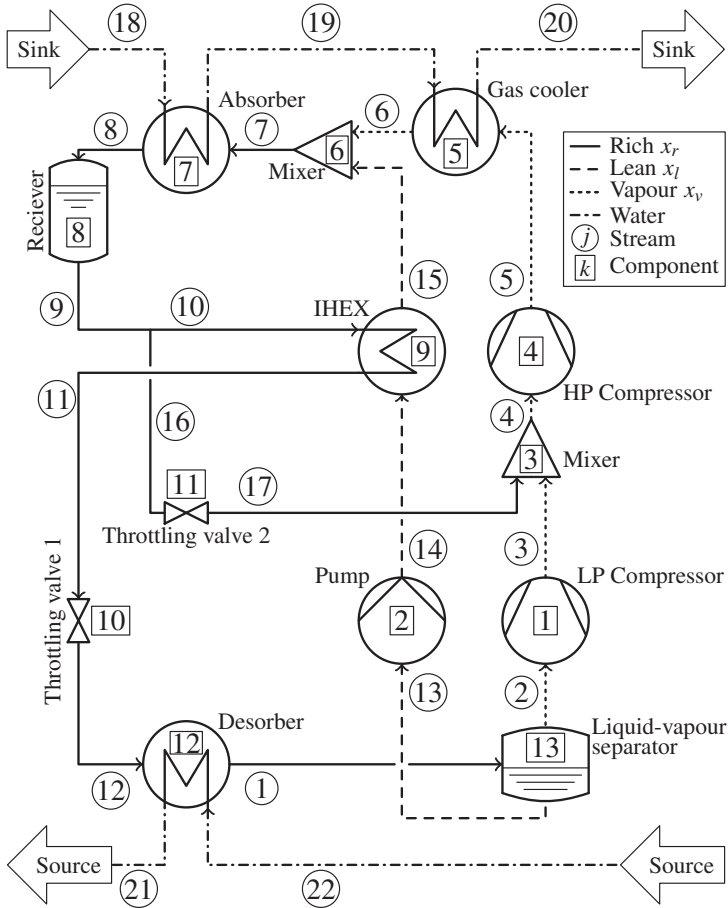 18
19
20
Sink
Sink
Absorber
Gas cooler
8
7
6
7
Mixer
6
5
Rich x_r
Lean x_l
Vapour x_v
Water
j Stream
k Component
Reciever
8
15
5
9
10
IHEX
9
4
11
HP Compressor
16
4
11
17
3
Mixer
Throttling valve 2
14
3
Throttling valve 1
Pump
LP Compressor
10
2
1
13
2
Desorber
Liquid-vapour
separator
12
13
12
1
Source
21
22
Source